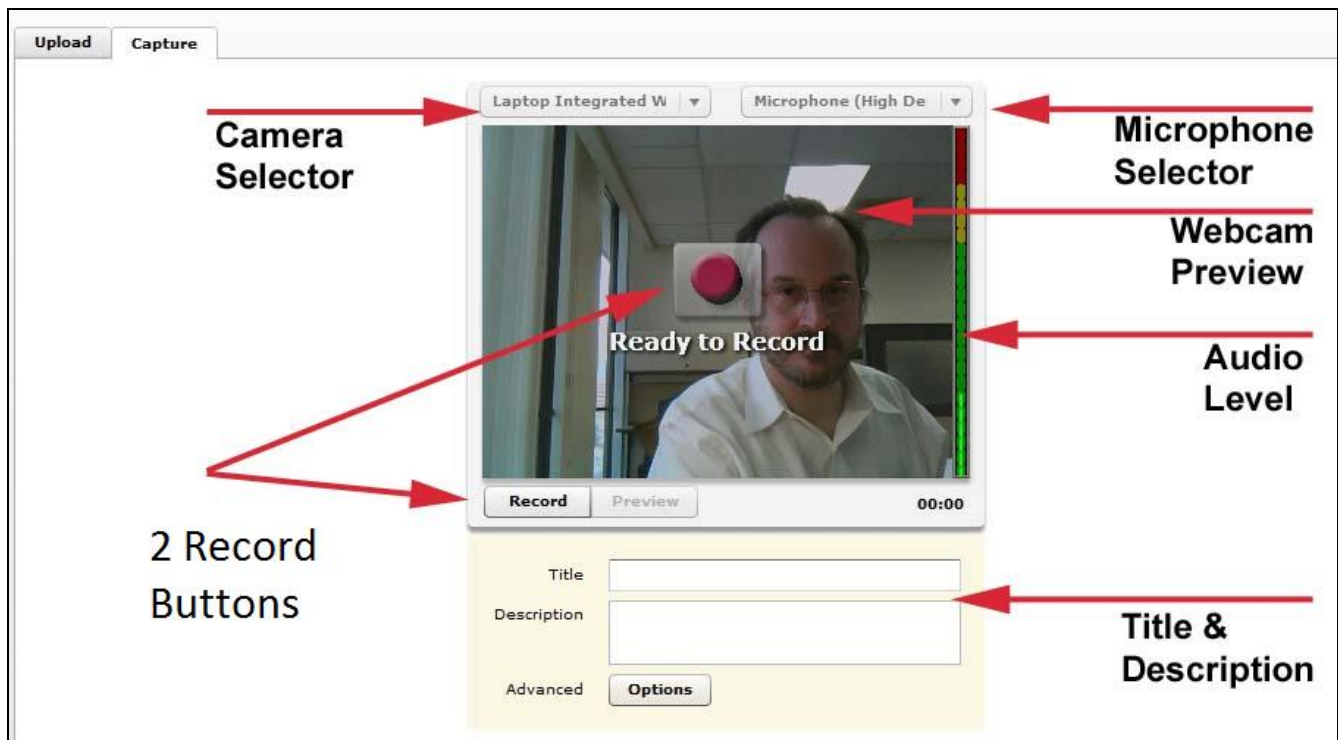 Upload Capture
Laptop Integrated W Microphone (High De
Camera
Selector
Microphone
Selector
Webcam
Preview
Ready to Record
Audio
Level
Record Preview 00:00
2 Record
Buttons
Title
Description
Title &
Description
Advanced Options